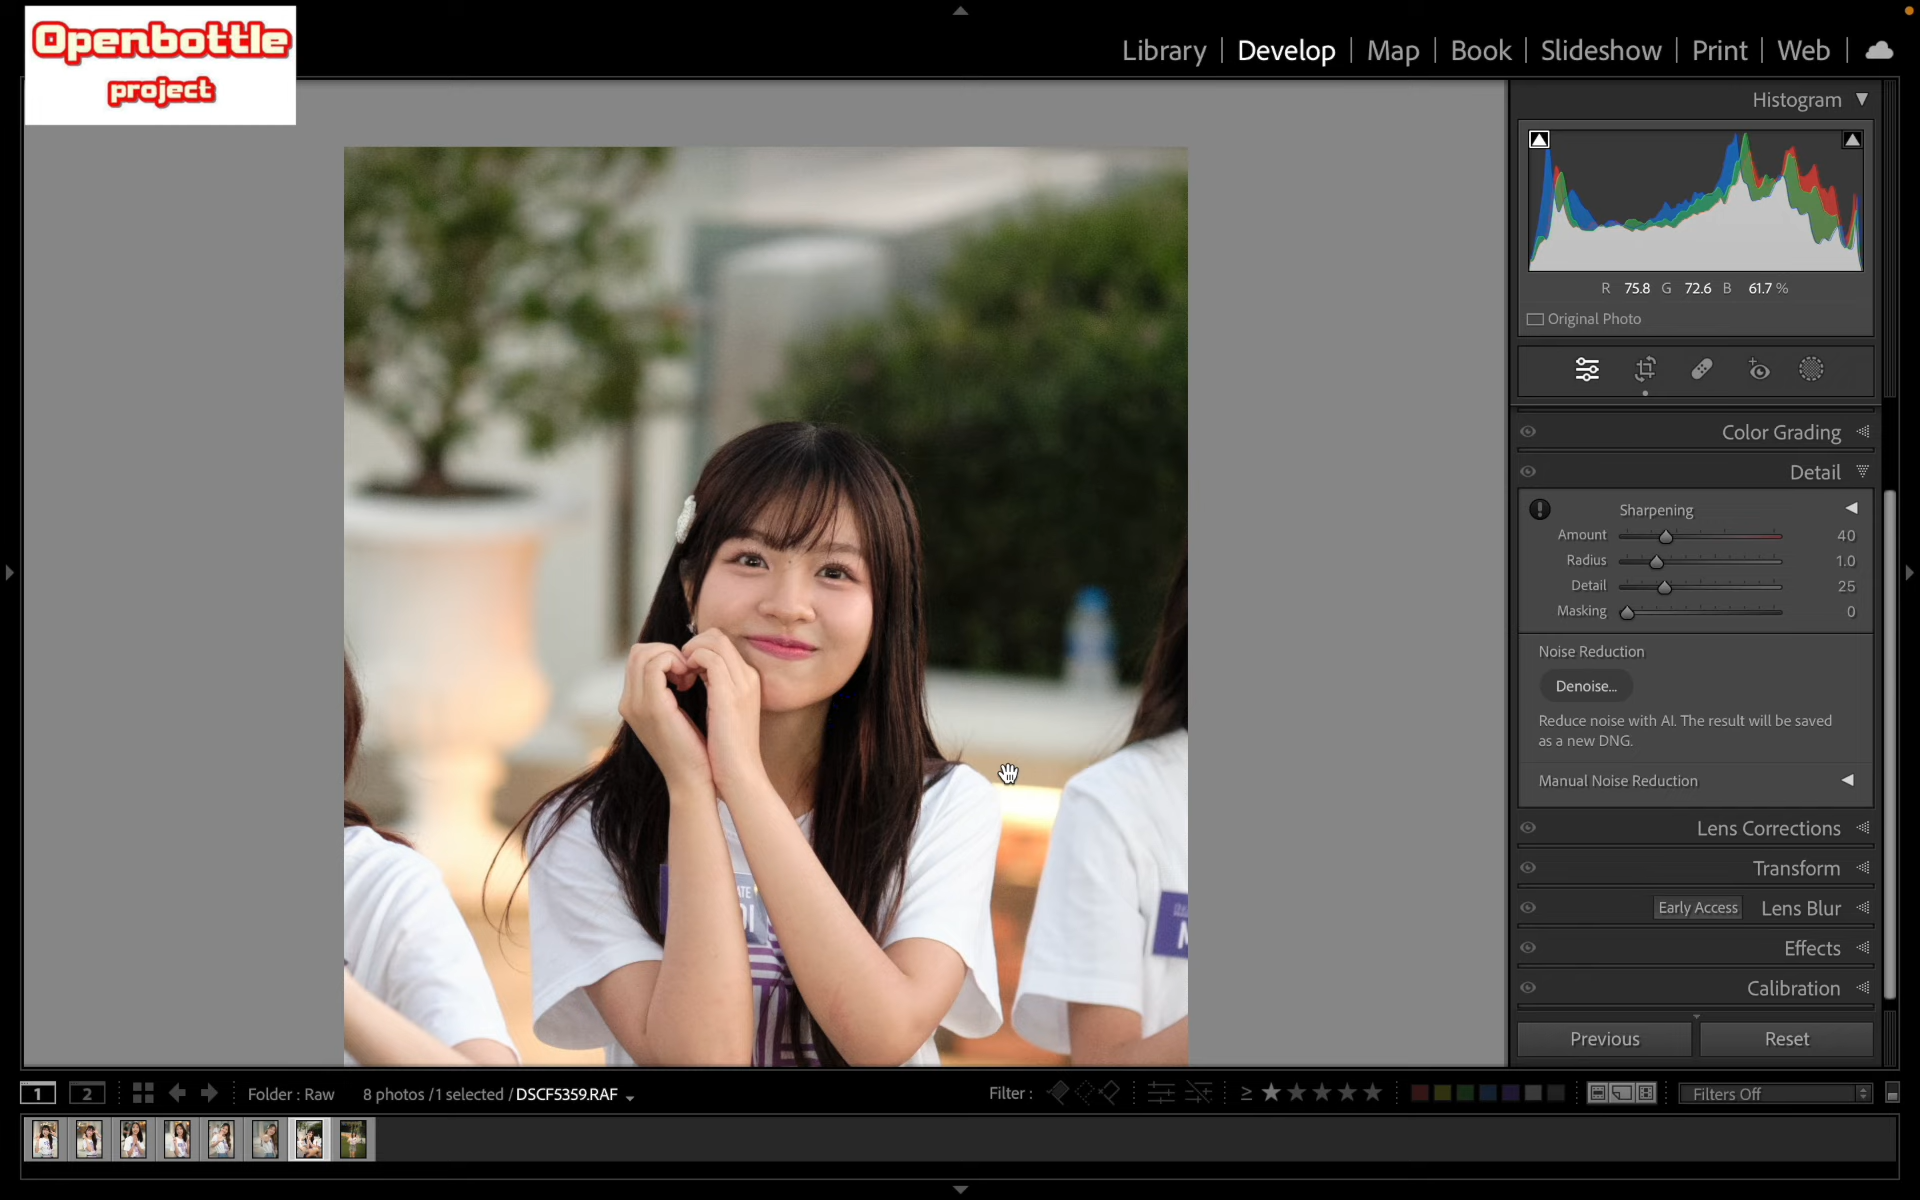 Openbottle
project
Library | Develop | Map | Book | Slideshow | Print | Web
Histogram
R 75.8 G 72.6 B 61.7 %
Original Photo
Color Grading
Detail
Sharpening
Amount 40
Radius 1.0
Detail 25
Masking 0
Noise Reduction
Denoise...
Reduce noise with AI. The result will be saved
as a new DNG.
Manual Noise Reduction
Lens Corrections
Transform
Early Access Lens Blur
Effects
Calibration
Previous Reset
1 2 Folder : Raw 8 photos /1 selected / DSCF5359.RAF Filter : ≥ ★★★★★ Filters Off